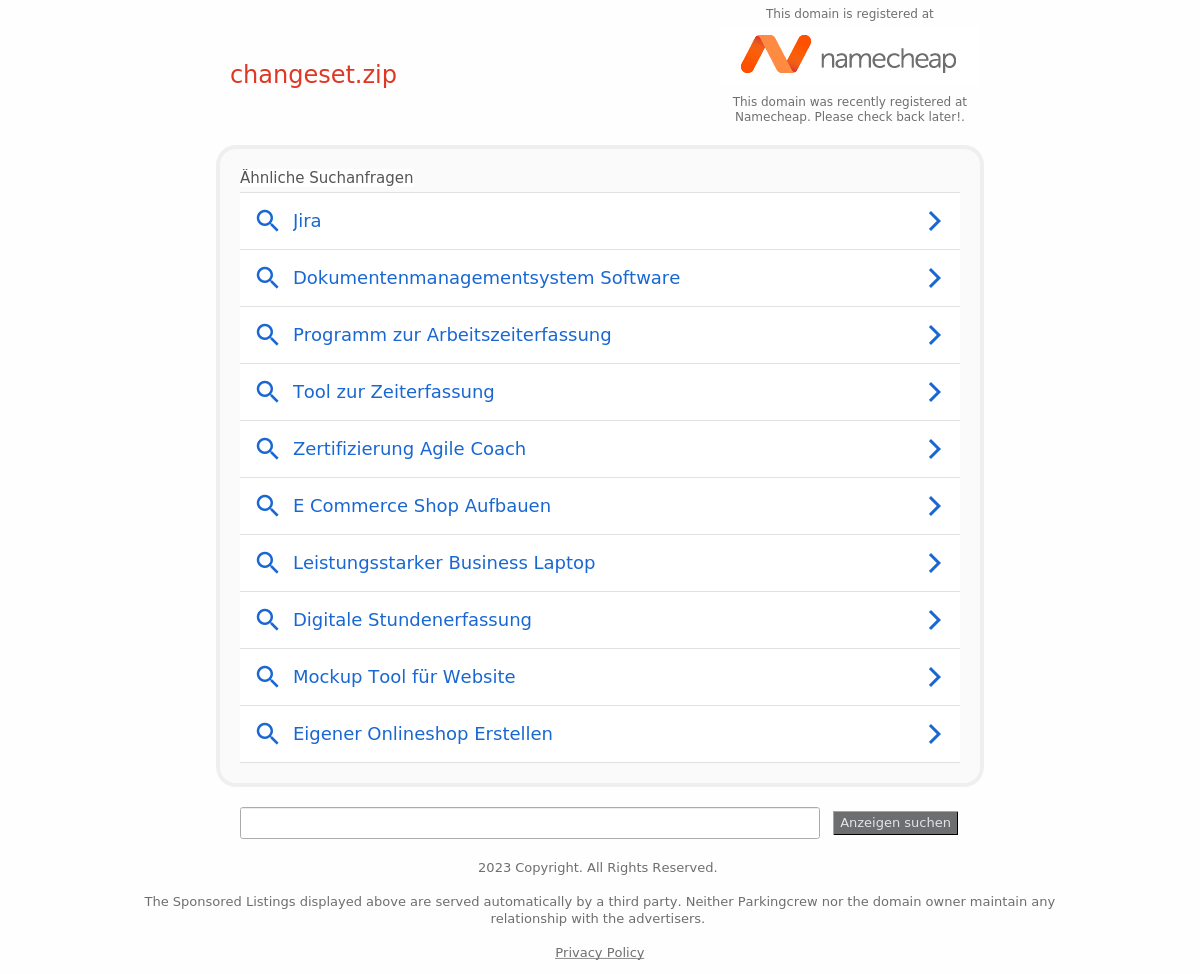 This domain is registered at
namecheap
changeset.zip
This domain was recently registered at
Namecheap. Please check back later!.
Ähnliche Suchanfragen
Jira
Dokumentenmanagementsystem Software
Programm zur Arbeitszeiterfassung
Tool zur Zeiterfassung
Zertifizierung Agile Coach
E Commerce Shop Aufbauen
Leistungsstarker Business Laptop
Digitale Stundenerfassung
Mockup Tool für Website
Eigener Onlineshop Erstellen
Anzeigen suchen
2023 Copyright. All Rights Reserved.
The Sponsored Listings displayed above are served automatically by a third party. Neither Parkingcrew nor the domain owner maintain any
relationship with the advertisers.
Privacy Policy